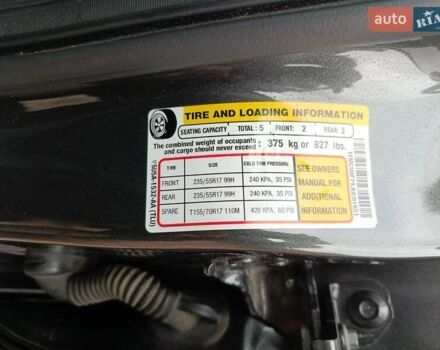 auto RIA
TIRE AND LOADING INFORMATION
SEATING CAPACITY TOTAL : 5 FRONT: 2 REAR: 3
The combined weight of occupants
and cargo should never exceed : 375 kg or 827 lbs.
TIRE SIZE COLD TIRE PRESSURE
FRONT 235/55R17 99H 240 KPA, 35 PSI
REAR 235/55R17 99H 240 KPA, 35 PSI
SPARE T155/70R17 110M 420 KPA, 60 PSI
SEE OWNERS
MANUAL FOR
ADDITIONAL
INFORMATION